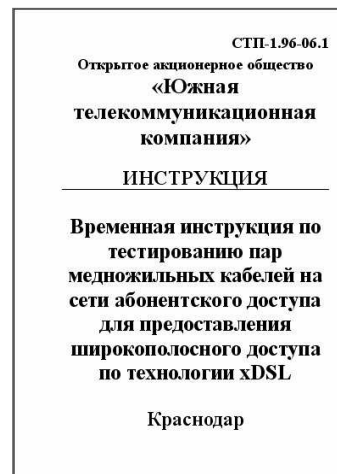 СТП-1.96-06.1
Открытое акционерное общество
«Южная
телекоммуникационная
компания»
ИНСТРУКЦИЯ
Временная инструкция по
тестированию пар
медножильных кабелей на
сети абонентского доступа
для предоставления
широкополосного доступа
по технологии xDSL
Краснодар